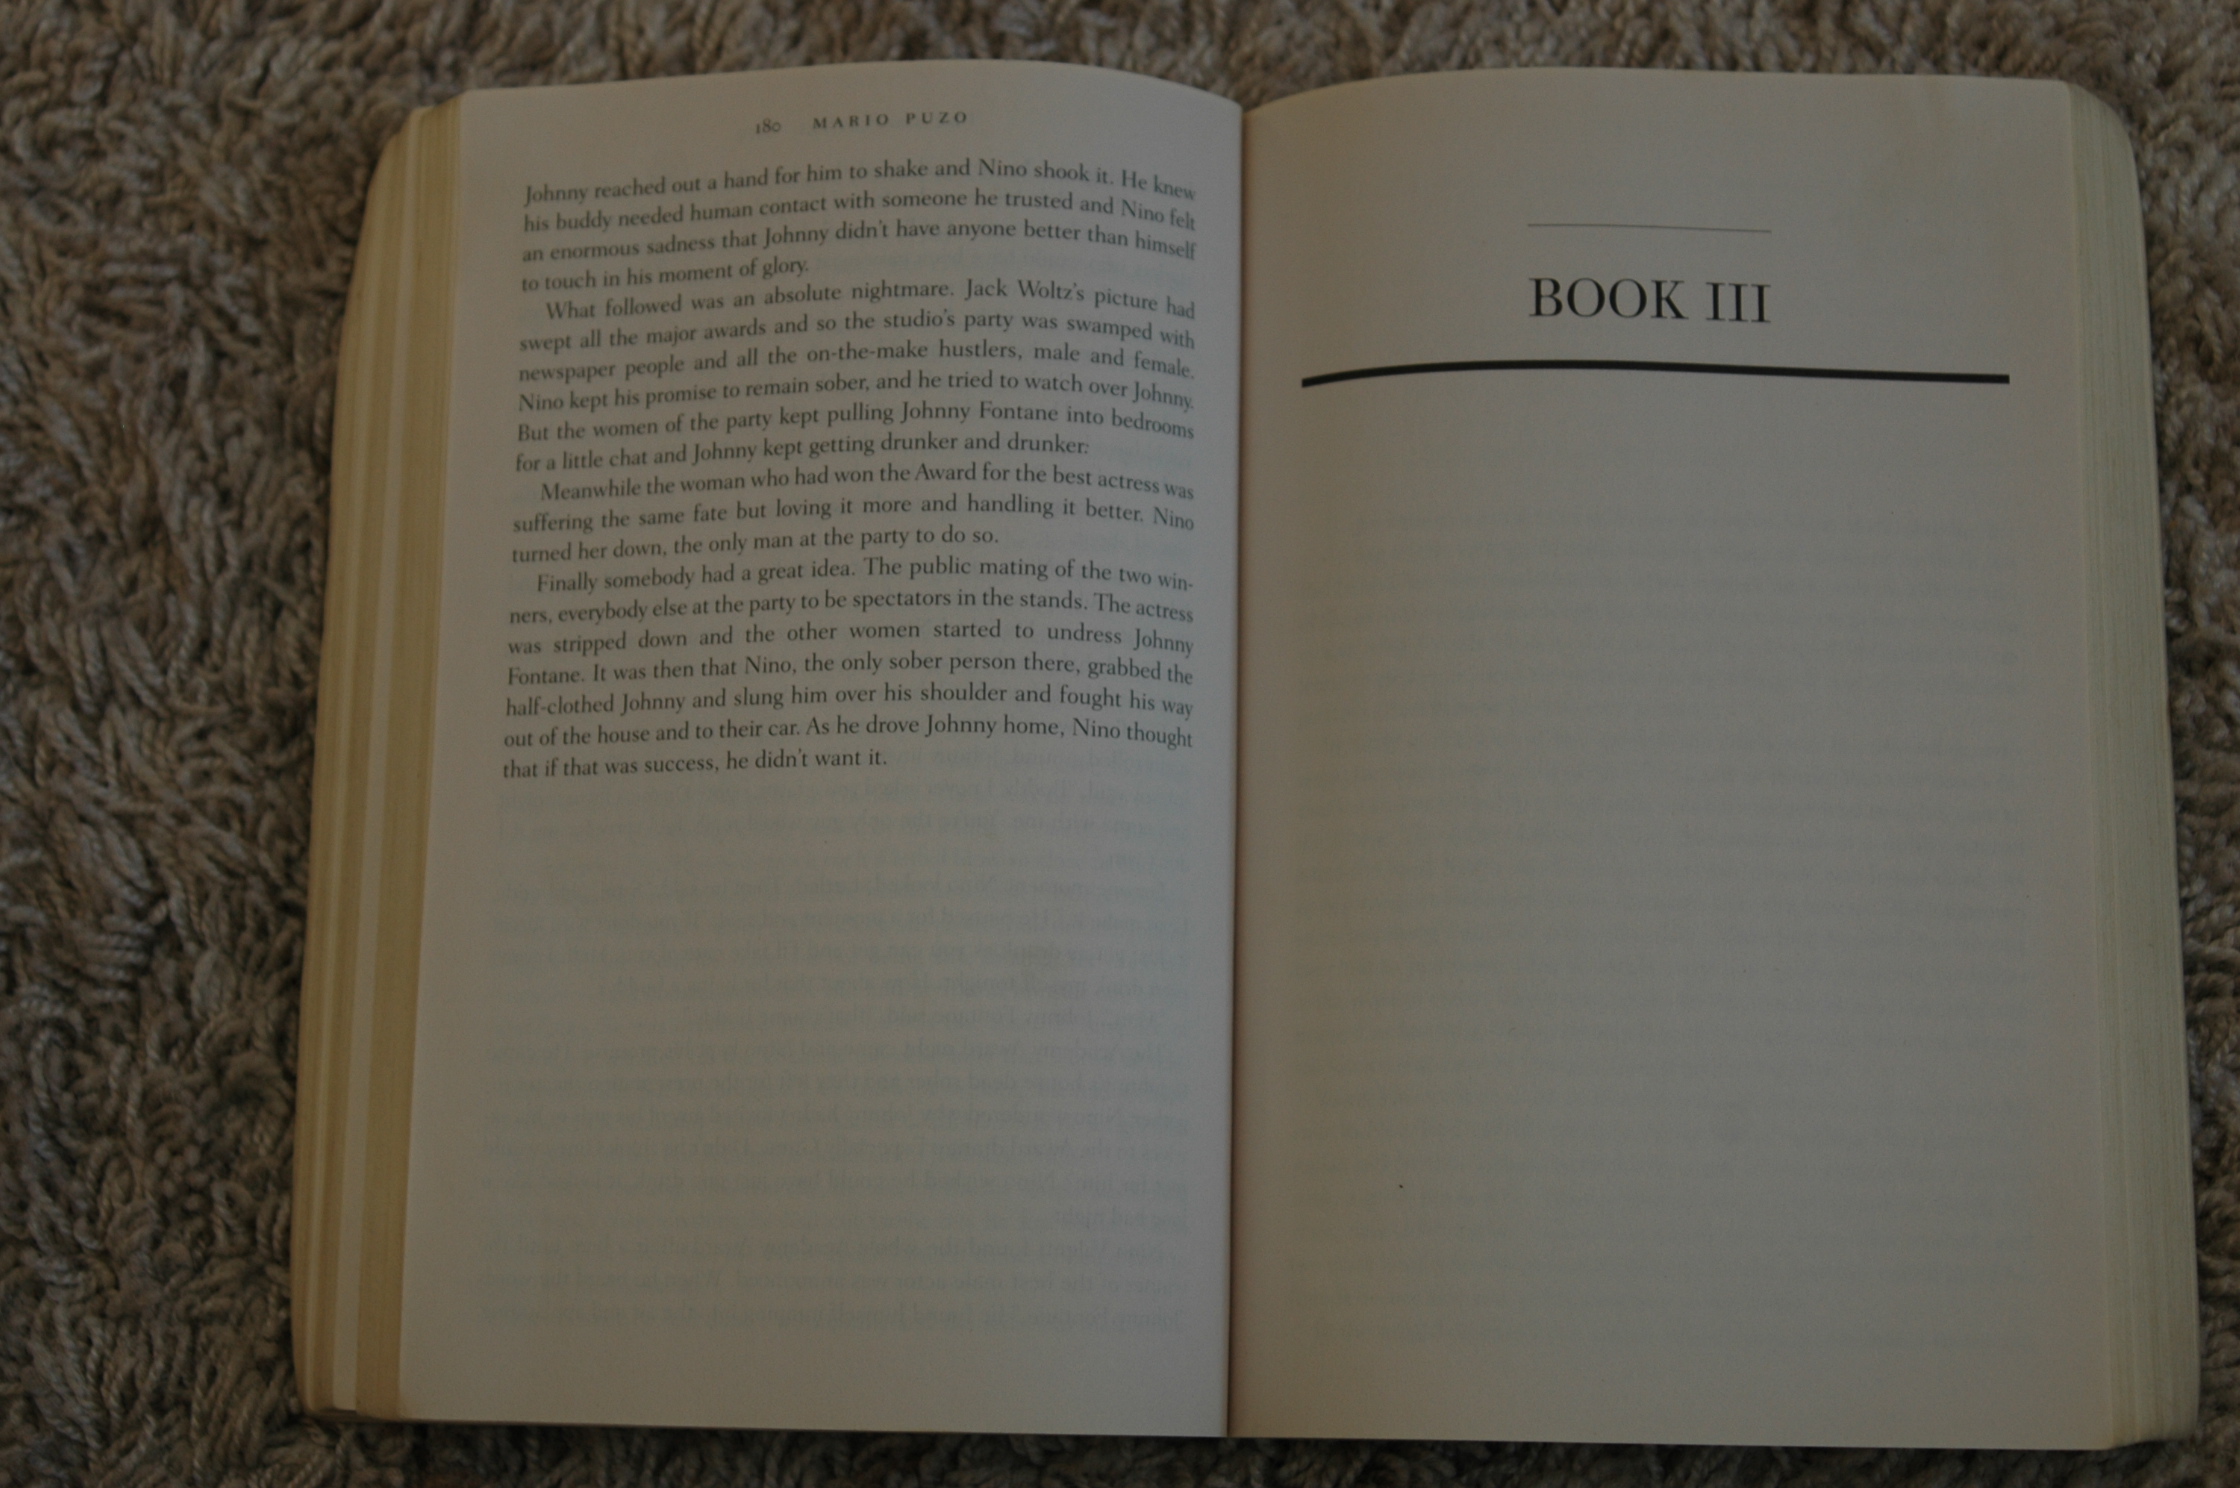 180 MARIO PUZO
Johnny reached out a hand for him to shake and Nino shook it. He knew
his buddy needed human contact with someone he trusted and Nino felt
an enormous sadness that Johnny didn't have anyone better than himself
to touch in his moment of glory.
What followed was an absolute nightmare. Jack Woltz's picture had
swept all the major awards and so the studio's party was swamped with
newspaper people and all the on-the-make hustlers, male and female.
Nino kept his promise to remain sober, and he tried to watch over Johnny.
But the women of the party kept pulling Johnny Fontane into bedrooms
for a little chat and Johnny kept getting drunker and drunker.
Meanwhile the woman who had won the Award for the best actress was
suffering the same fate but loving it more and handling it better. Nino
turned her down, the only man at the party to do so.
Finally somebody had a great idea. The public mating of the two win-
ners, everybody else at the party to be spectators in the stands. The actress
was stripped down and the other women started to undress Johnny
Fontane. It was then that Nino, the only sober person there, grabbed the
half-clothed Johnny and slung him over his shoulder and fought his way
out of the house and to their car. As he drove Johnny home, Nino thought
that if that was success, he didn't want it.
BOOK III